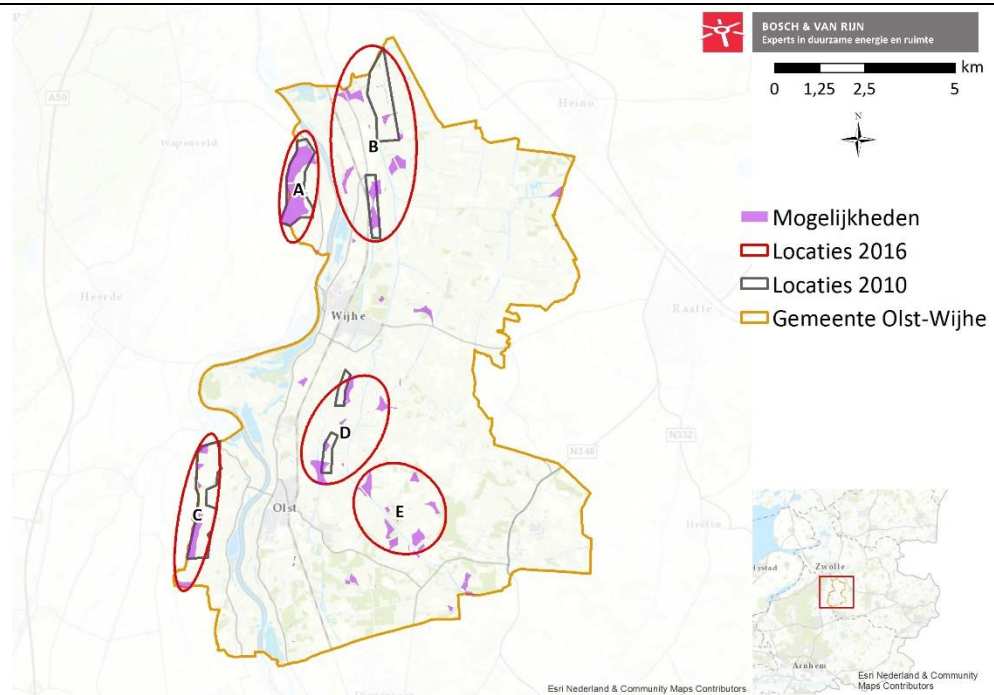 BOSCH & VAN RIJN
Experts in duurzame energie en ruimte
km
0 1,25 2,5 5
N
Mogelijkheden
Locaties 2016
Locaties 2010
Gemeente Olst-Wijhe
A50
Wapenveld
Heino
B
A
Heerde
Wijhe
Raalte
D
N332
N348
C
Olst
E
Heeten
Zwolle
lystad
Arnhem
Esri Nederland & Community Maps Contributors
Esri Nederland & Community
Maps Contributors